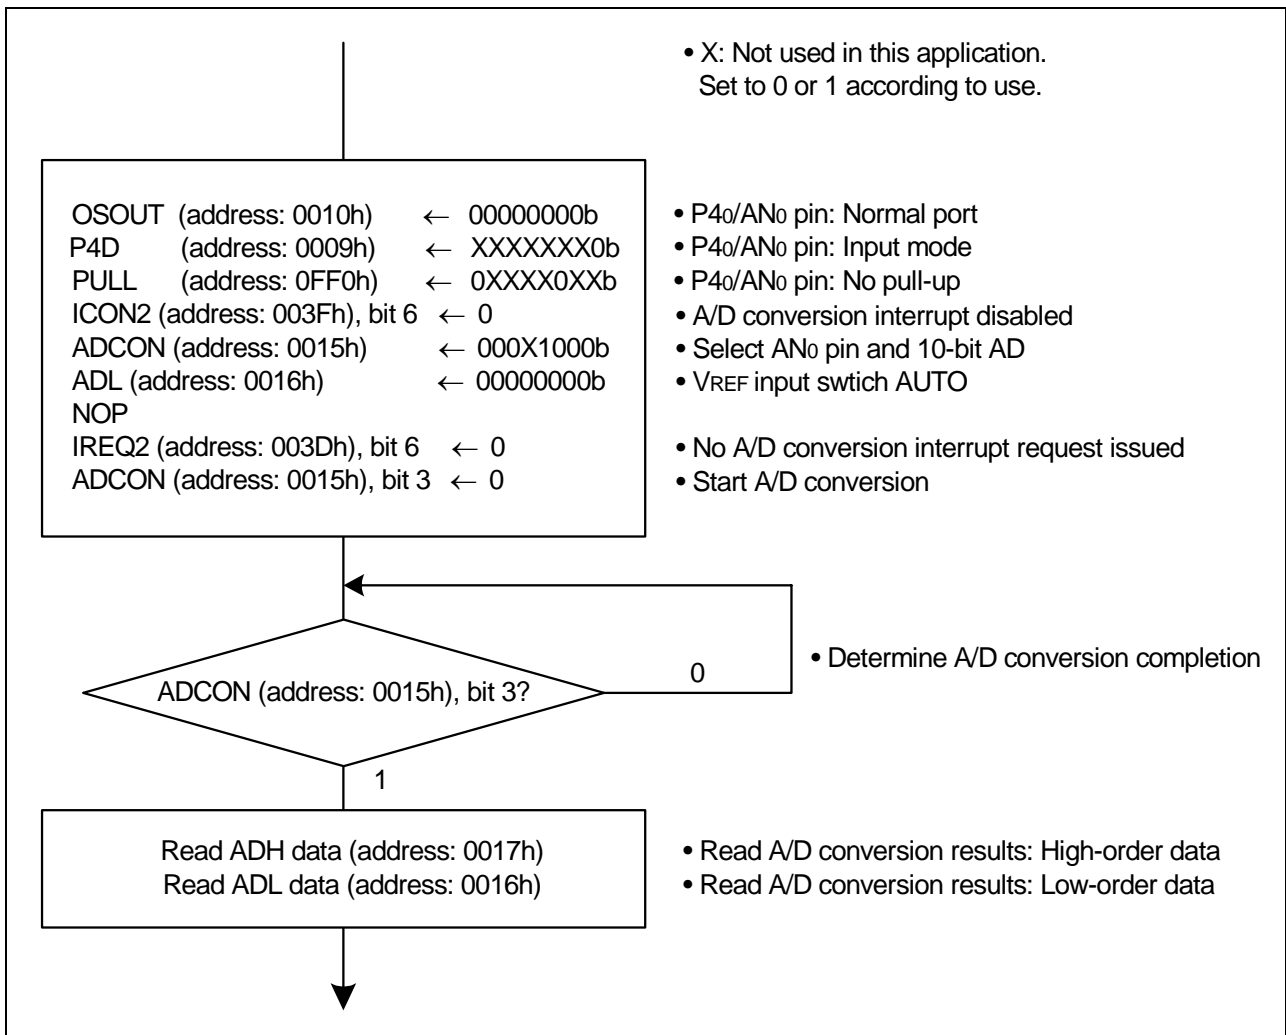 • X: Not used in this application.
Set to 0 or 1 according to use.
OSOUT (address: 0010h) ← 00000000b • P40/AN0 pin: Normal port
P4D (address: 0009h) ← XXXXXXX0b • P40/AN0 pin: Input mode
PULL (address: 0FF0h) ← 0XXXX0XXb • P40/AN0 pin: No pull-up
ICON2 (address: 003Fh), bit 6 ← 0 • A/D conversion interrupt disabled
ADCON (address: 0015h) ← 000X1000b • Select AN0 pin and 10-bit AD
ADL (address: 0016h) ← 00000000b • VREF input swtich AUTO
NOP
IREQ2 (address: 003Dh), bit 6 ← 0 • No A/D conversion interrupt request issued
ADCON (address: 0015h), bit 3 ← 0 • Start A/D conversion
• Determine A/D conversion completion
0
ADCON (address: 0015h), bit 3?
1
Read ADH data (address: 0017h) • Read A/D conversion results: High-order data
Read ADL data (address: 0016h) • Read A/D conversion results: Low-order data